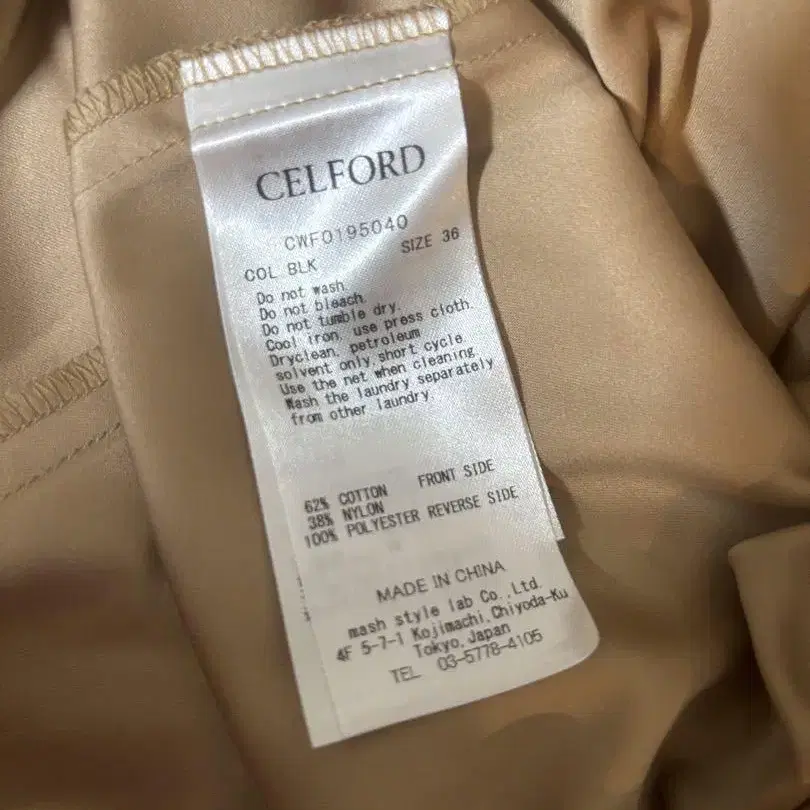 CELFORD
CWF0195040
COL BLK SIZE 36
Do not wash.
Do not bleach.
Do not tumble dry.
Cool iron, use press cloth.
Dryclean, petroleum
solvent only, short cycle.
Use the net when cleaning.
Wash the laundry separately
from other laundry.
62% COTTON FRONT SIDE
38% NYLON
100% POLYESTER REVERSE SIDE
MADE IN CHINA
mash style lab Co.,Ltd.
4F 5-7-1 Kojimachi,Chiyoda-Ku
Tokyo,Japan
TEL 03-5778-4105